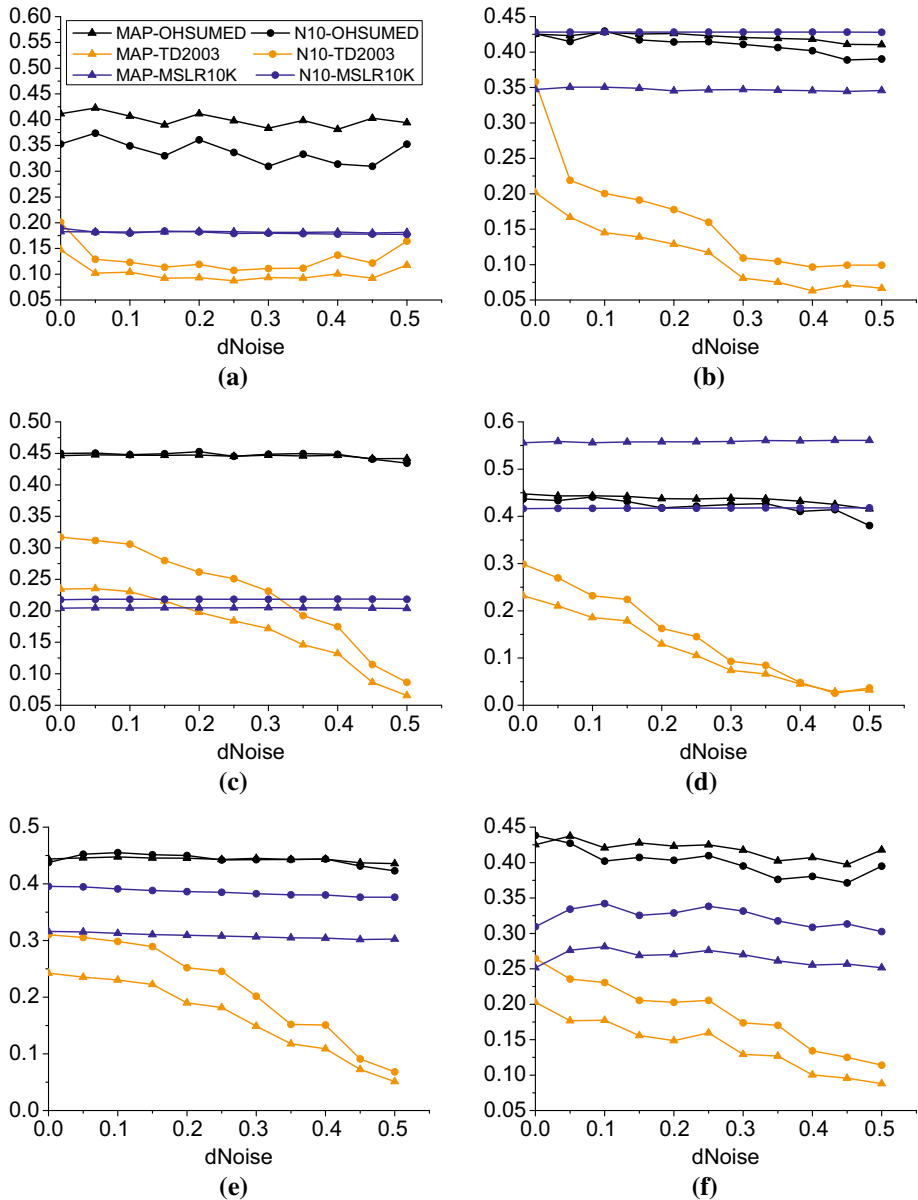 0.60
0.55
0.50
0.45
0.40
0.35
0.30
0.25
0.20
0.15
0.10
0.05
MAP-OHSUMED N10-OHSUMED
MAP-TD2003 N10-TD2003
MAP-MSLR10K N10-MSLR10K
0.0 0.1 0.2 0.3 0.4 0.5
dNoise
(a)
0.45
0.40
0.35
0.30
0.25
0.20
0.15
0.10
0.05
0.0 0.1 0.2 0.3 0.4 0.5
dNoise
(b)
0.50
0.45
0.40
0.35
0.30
0.25
0.20
0.15
0.10
0.05
0.0 0.1 0.2 0.3 0.4 0.5
dNoise
(c)
0.6
0.5
0.4
0.3
0.2
0.1
0.0
0.0 0.1 0.2 0.3 0.4 0.5
dNoise
(d)
0.5
0.4
0.3
0.2
0.1
0.0
0.0 0.1 0.2 0.3 0.4 0.5
dNoise
(e)
0.45
0.40
0.35
0.30
0.25
0.20
0.15
0.10
0.05
0.0 0.1 0.2 0.3 0.4 0.5
dNoise
(f)